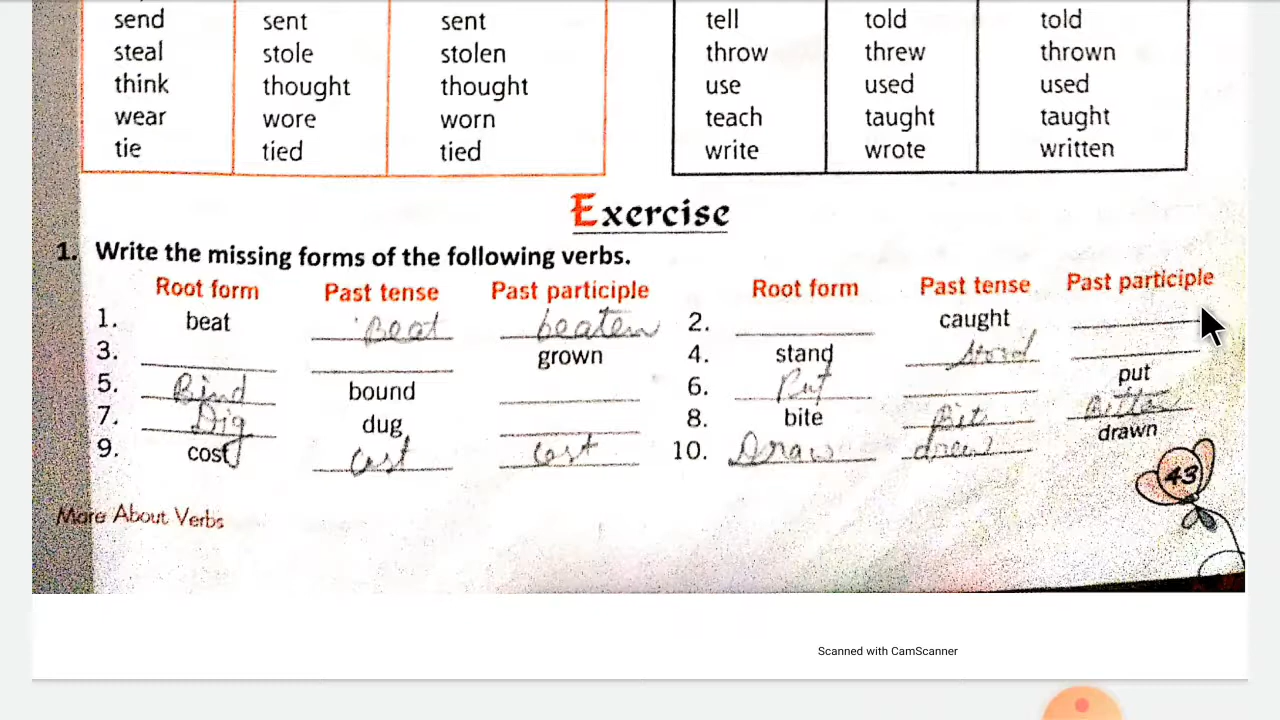 send sent sent tell told told
steal stole stolen throw threw thrown
think thought thought use used used
wear wore worn teach taught taught
tie tied tied write wrote written
Exercise
1. Write the missing forms of the following verbs.
Root form Past tense Past participle Root form Past tense Past participle
1. beat Beat beaten 2. caught
3. grown 4. stand stood
5. Bind bound 6. Put put
7. Dig dug 8. bite Bit Bitten
9. cost cost cost 10. Draw drew drawn
43
More About Verbs
Scanned with CamScanner